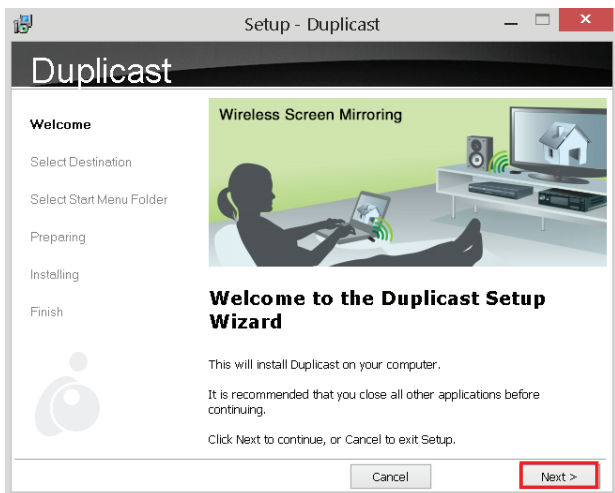 Setup - Duplicast
Duplicast
Welcome
Select Destination
Select Start Menu Folder
Preparing
Installing
Finish
Wireless Screen Mirroring
Welcome to the Duplicast Setup
Wizard
This will install Duplicast on your computer.
It is recommended that you close all other applications before
continuing.
Click Next to continue, or Cancel to exit Setup.
Cancel
Next >